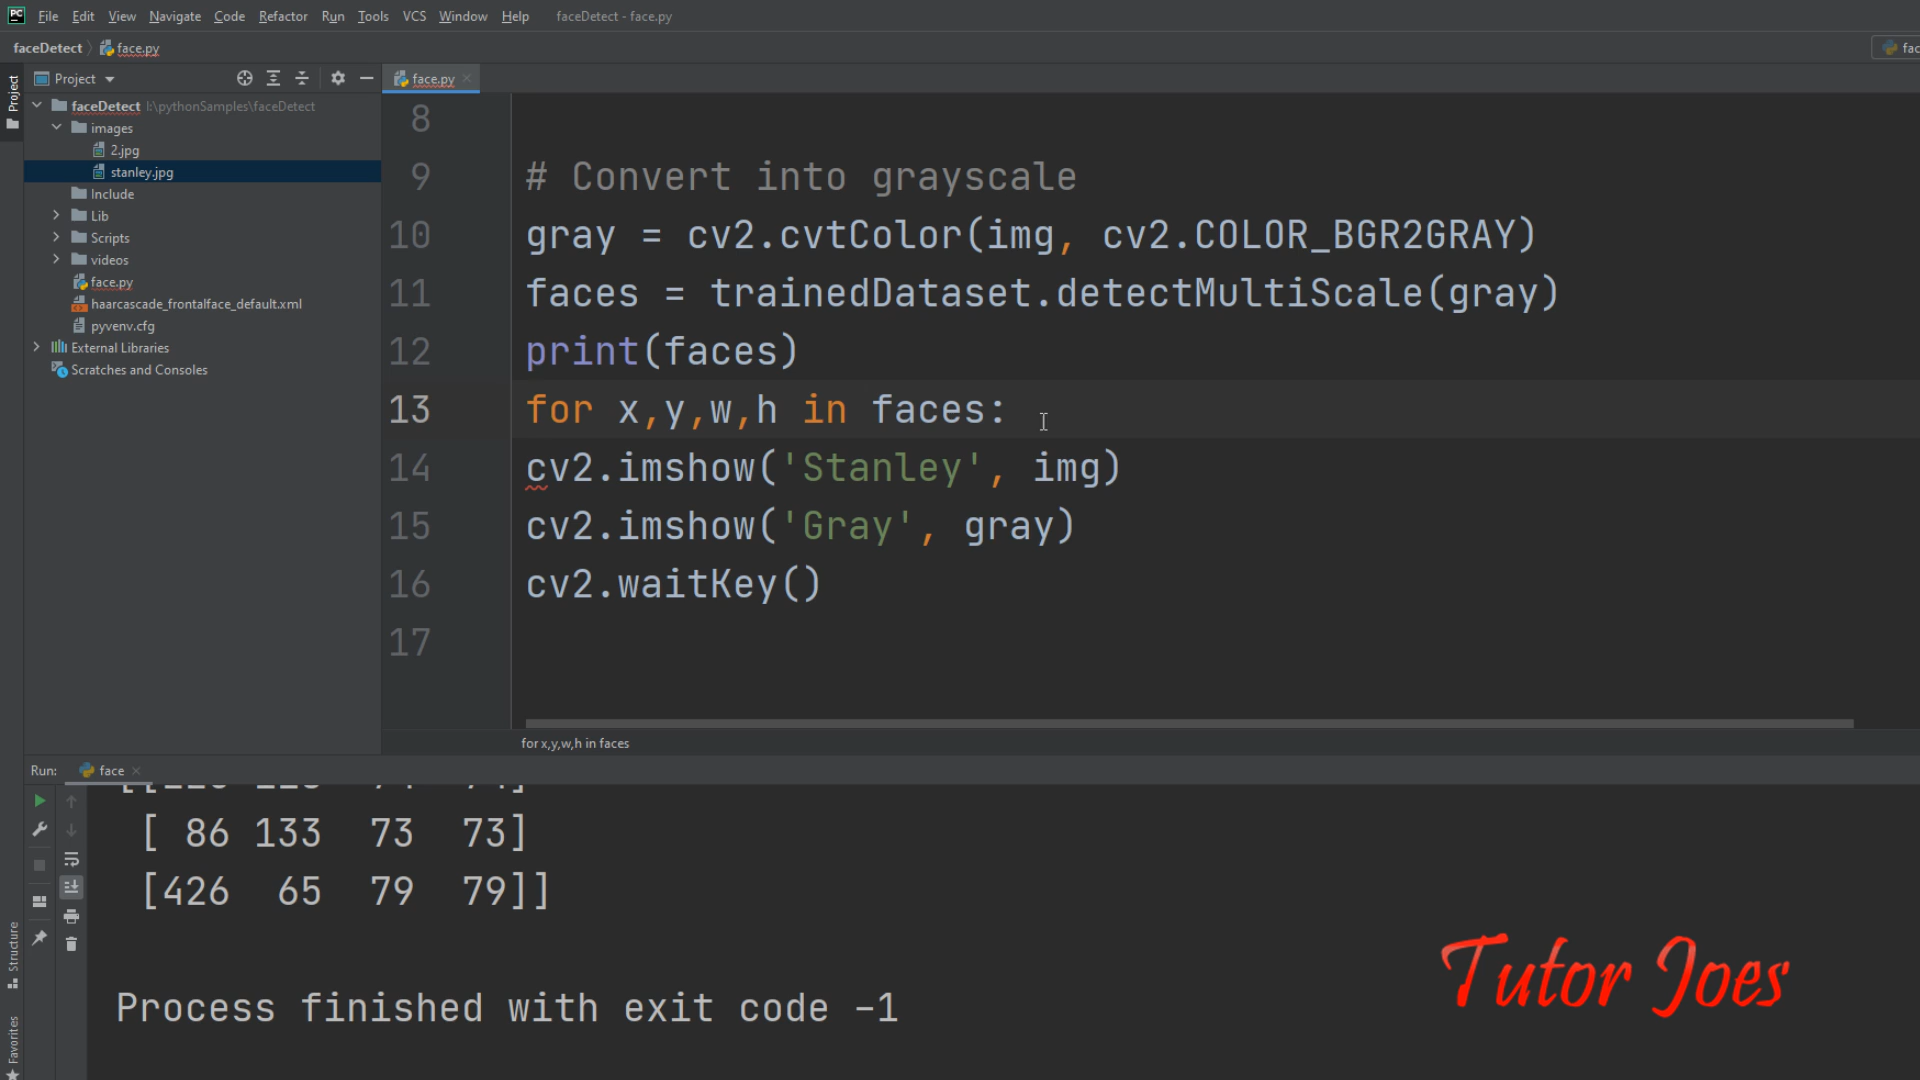 File Edit View Navigate Code Refactor Run Tools VCS Window Help faceDetect - face.py
faceDetect face.py
Project
Project
face.py
faceDetect I:\pythonSamples\faceDetect
images
2.jpg
stanley.jpg
Include
Lib
Scripts
videos
face.py
haarcascade_frontalface_default.xml
pyvenv.cfg
External Libraries
Scratches and Consoles
8
9 # Convert into grayscale
10 gray = cv2.cvtColor(img, cv2.COLOR_BGR2GRAY)
11 faces = trainedDataset.detectMultiScale(gray)
12 print(faces)
13 for x,y,w,h in faces:
14 cv2.imshow('Stanley', img)
15 cv2.imshow('Gray', gray)
16 cv2.waitKey()
17
for x,y,w,h in faces
Run: face
[ 86 133 73 73]
[426 65 79 79]]
Process finished with exit code -1
Structure
Favorites
Tutor Joes